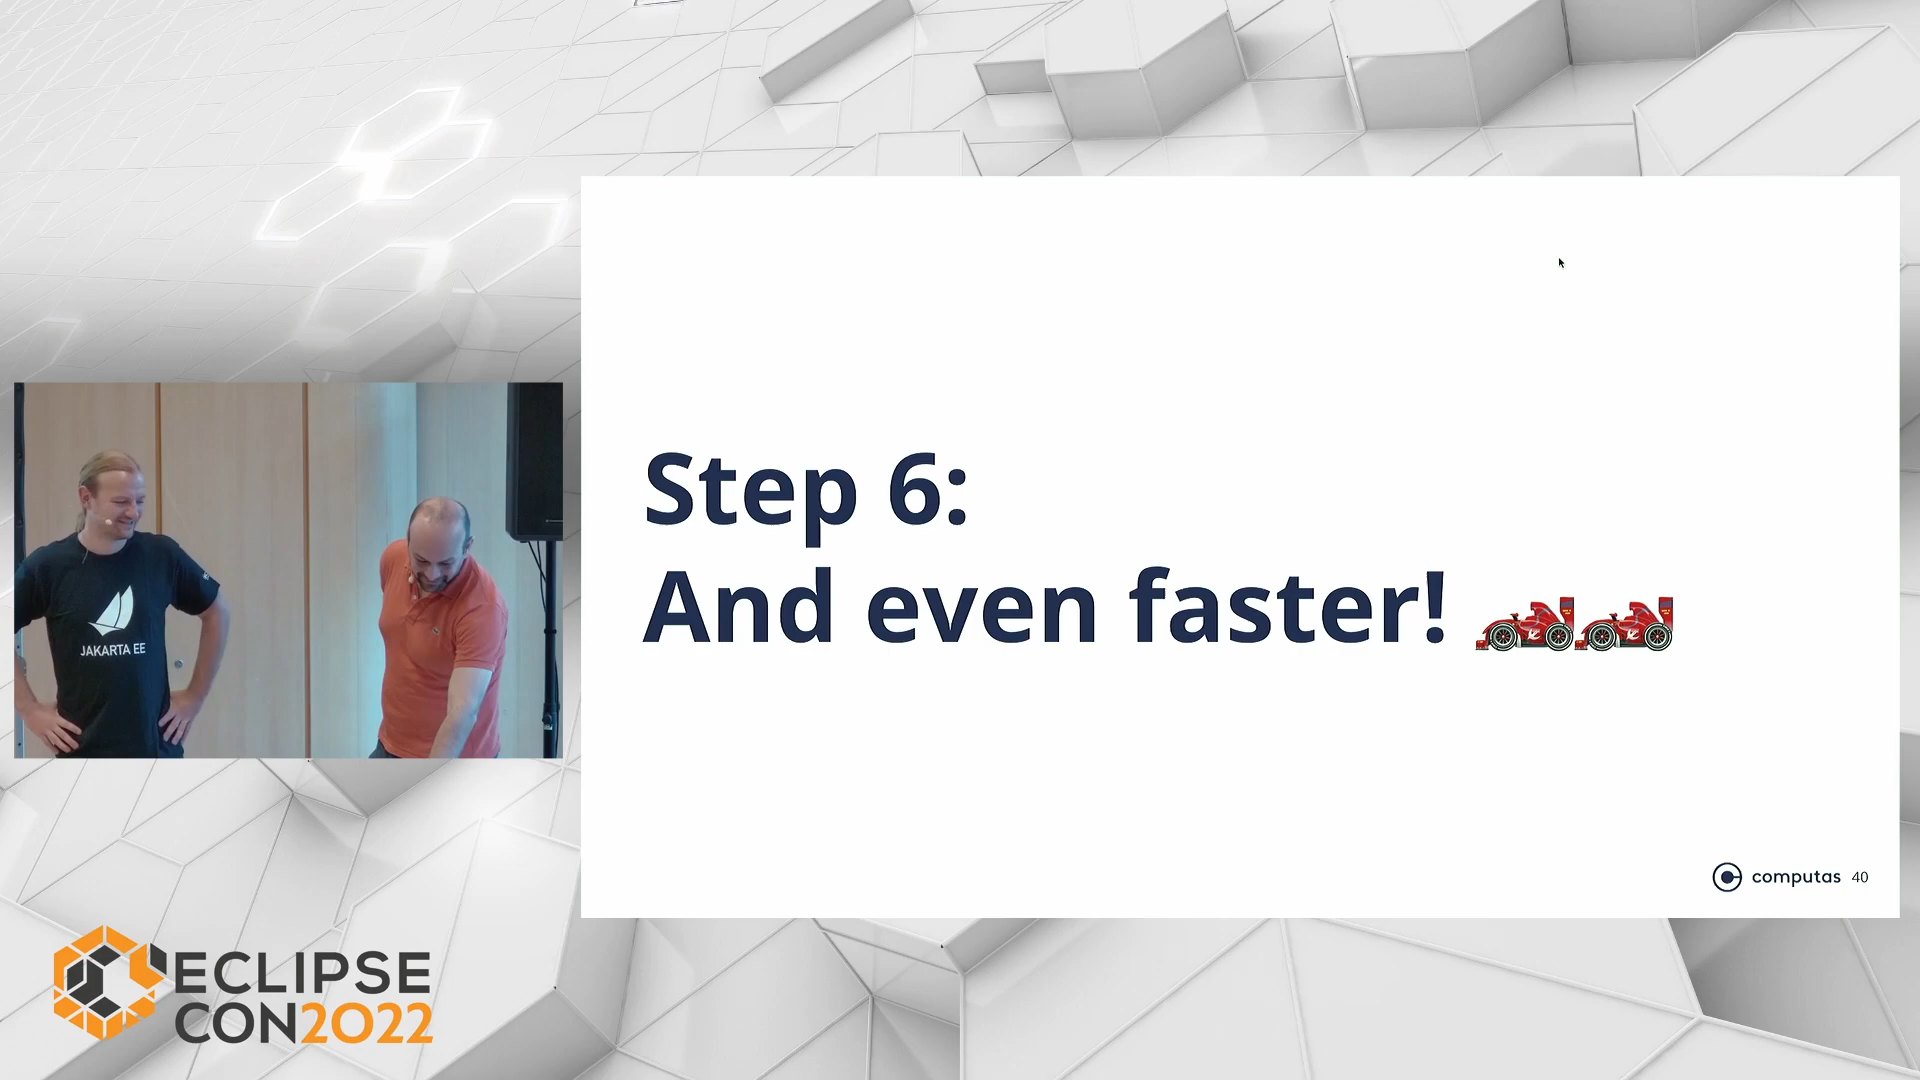 Step 6:
And even faster!
computas 40
JAKARTA EE
ECLIPSE
CON2022